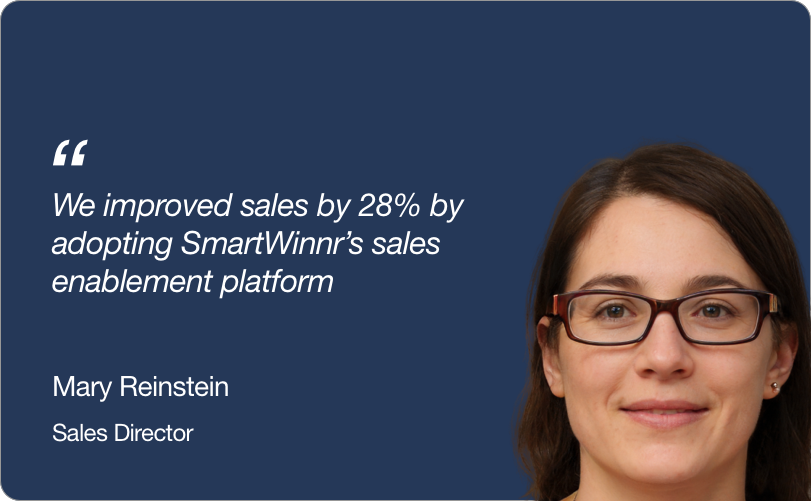 “
We improved sales by 28% by
adopting SmartWinnr’s sales
enablement platform
Mary Reinstein
Sales Director